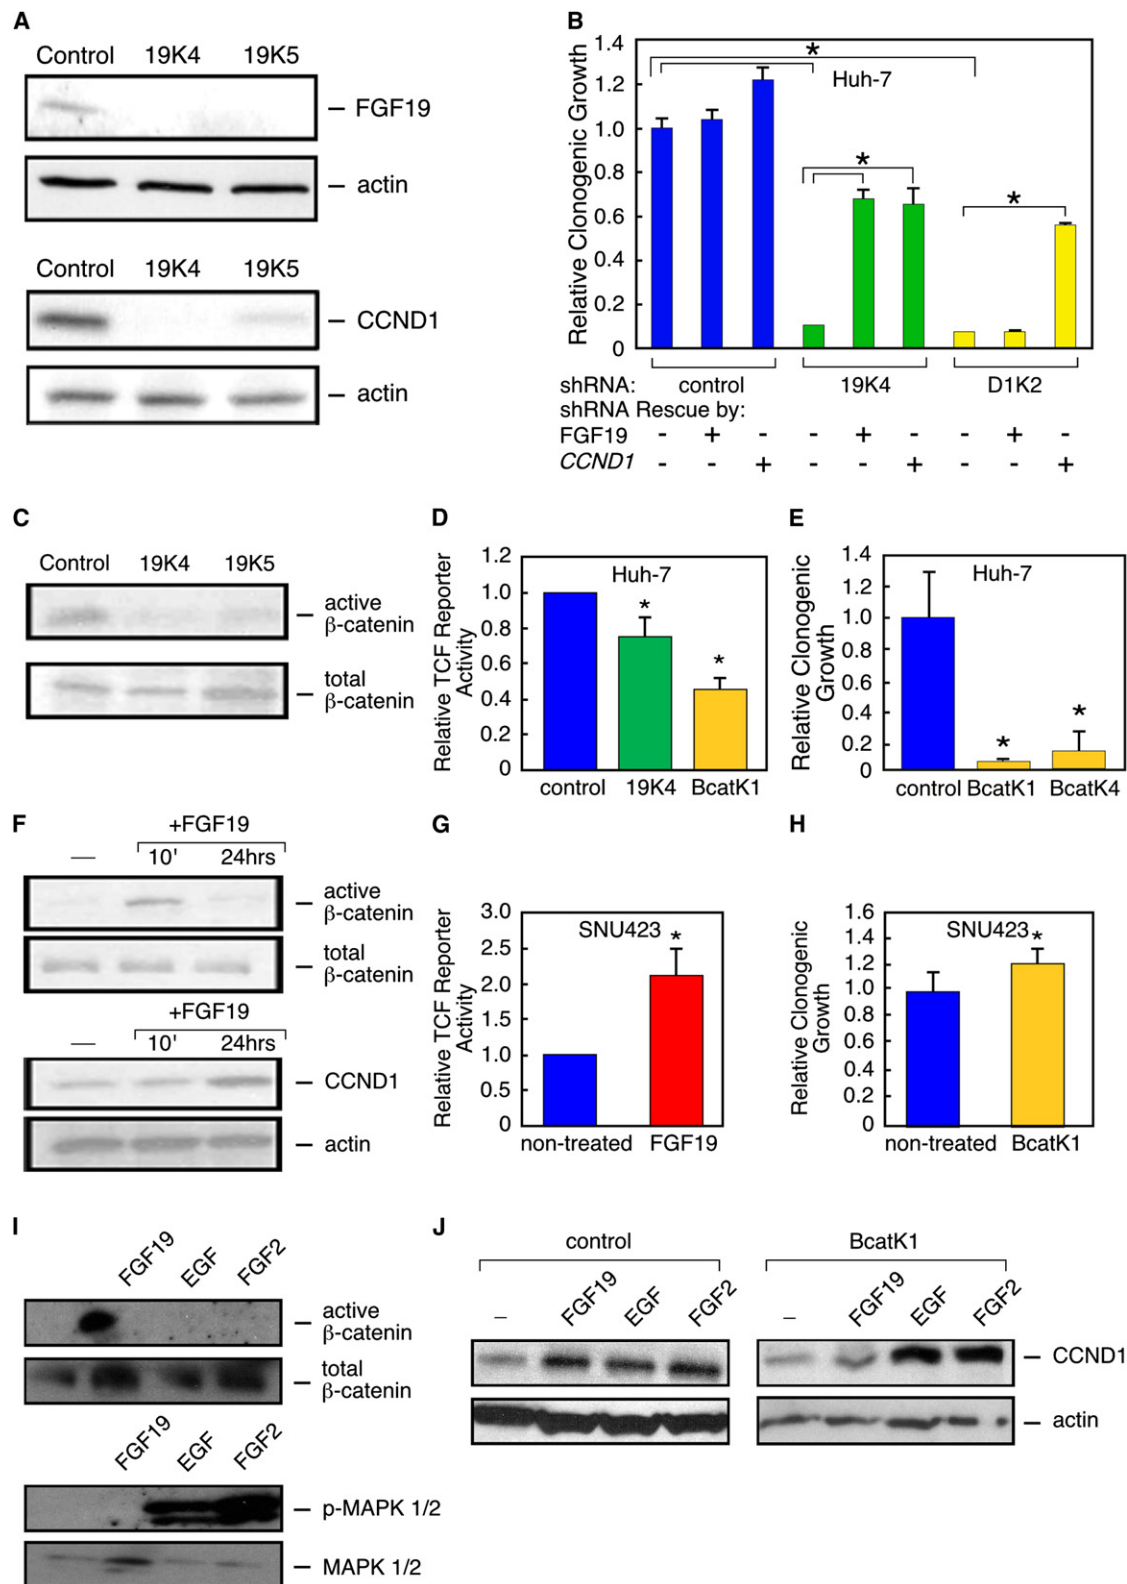 A
Control 19K4 19K5
FGF19
actin
Control 19K4 19K5
CCND1
actin
B
Relative Clonogenic Growth
1.4
1.2
1.0
0.8
0.6
0.4
0.2
0
*
Huh-7
*
*
shRNA: control 19K4 D1K2
shRNA Rescue by:
FGF19 - + - - + - - + -
CCND1 - - + - - + - - +
C
Control 19K4 19K5
active
β-catenin
total
β-catenin
D
Relative TCF Reporter
Activity
1.2
1.0
0.8
0.6
0.4
0.2
0
Huh-7
*
*
control 19K4 BcatK1
E
Relative Clonogenic
Growth
1.4
1.2
1.0
0.8
0.6
0.4
0.2
0
Huh-7
*
*
control BcatK1 BcatK4
F
+FGF19
— 10' 24hrs
active
β-catenin
total
β-catenin
+FGF19
— 10' 24hrs
CCND1
actin
G
Relative TCF Reporter
Activity
3.0
2.5
2.0
1.5
1.0
0.5
0
SNU423
*
non-treated FGF19
H
Relative Clonogenic
Growth
1.6
1.4
1.2
1.0
0.8
0.6
0.4
0.2
0
SNU423
*
non-treated BcatK1
I
FGF19 EGF FGF2
active
β-catenin
total
β-catenin
FGF19 EGF FGF2
p-MAPK 1/2
MAPK 1/2
J
control BcatK1
– FGF19 EGF FGF2 – FGF19 EGF FGF2
CCND1
actin